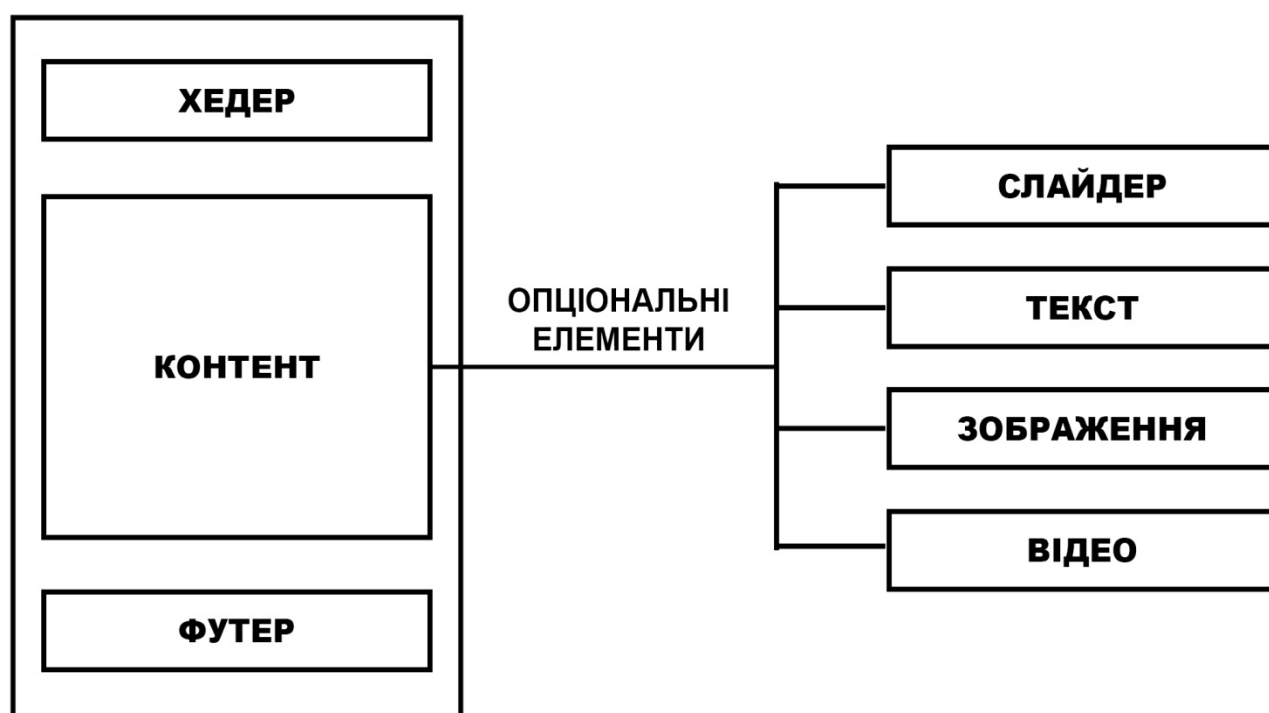 ХЕДЕР
КОНТЕНТ
ФУТЕР
ОПЦІОНАЛЬНІ
ЕЛЕМЕНТИ
СЛАЙДЕР
ТЕКСТ
ЗОБРАЖЕННЯ
ВІДЕО